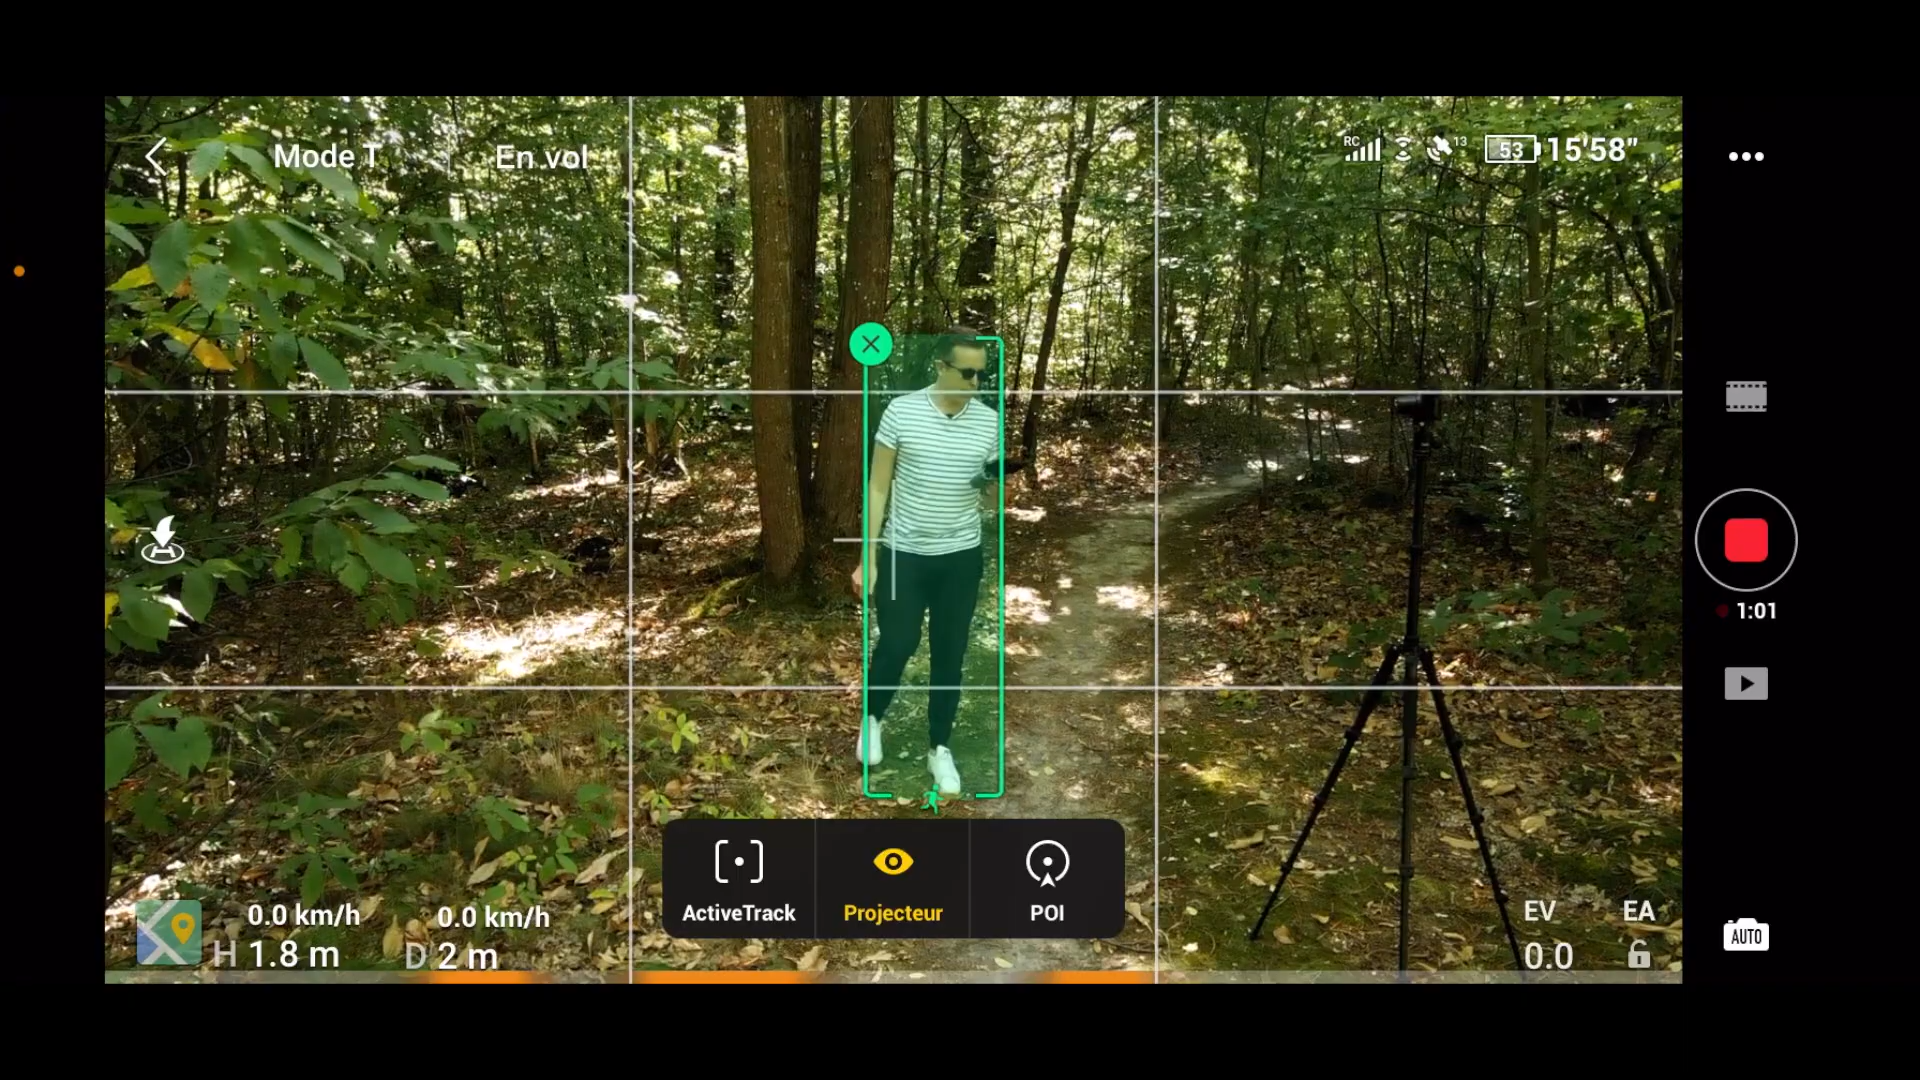 Mode T
En vol
RC
13
53
15'58"
1:01
ActiveTrack
Projecteur
POI
0.0 km/h
0.0 km/h
H 1.8 m
D 2 m
EV
0.0
EA
AUTO